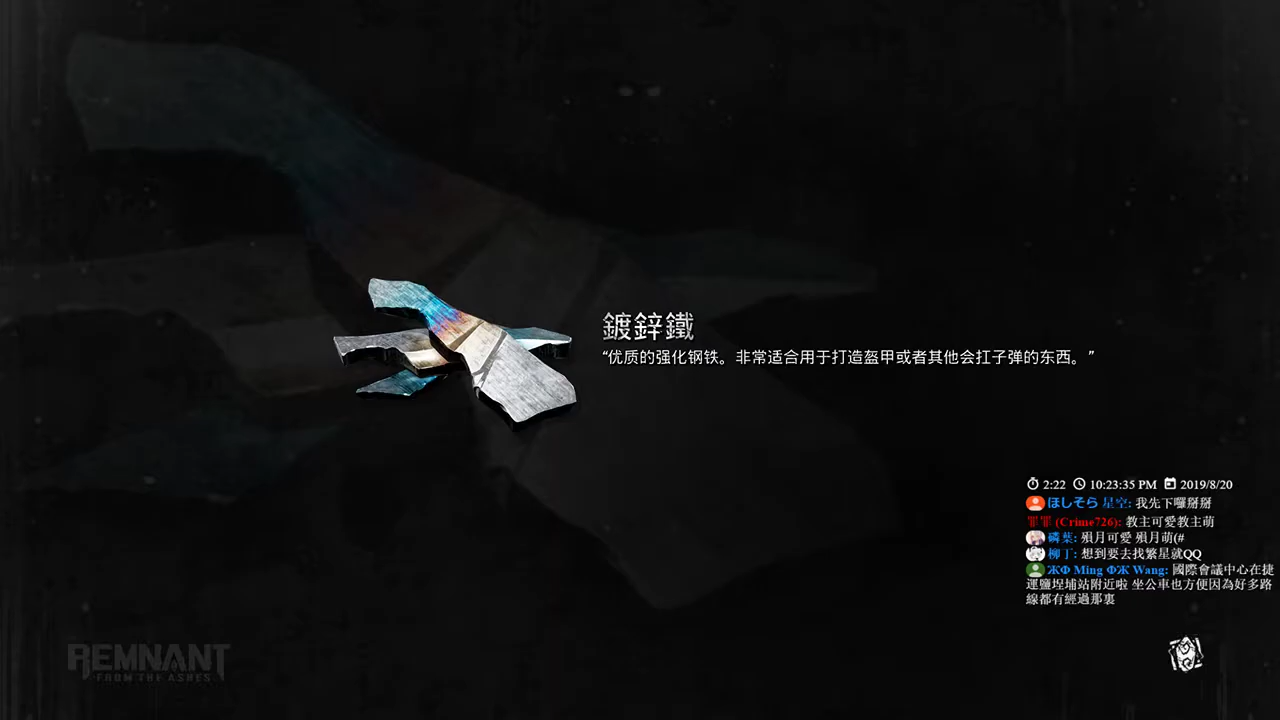 鍍鋅鐵
“优质的强化钢铁。非常适合用于打造盔甲或者其他会扛子弹的东西。”
2:22 10:23:35 PM 2019/8/20
ほしそら 星空: 我先下囉掰掰
罪罪 (Crime726): 教主可愛教主萌
磷葉: 殞月可愛 殞月萌(#
柳丁: 想到要去找繁星就QQ
ЖФ Ming ФЖ Wang: 國際會議中心在捷
運鹽埕埔站附近啦 坐公車也方便因為好多路
線都有經過那裏
REMNANT
FROM THE ASHES